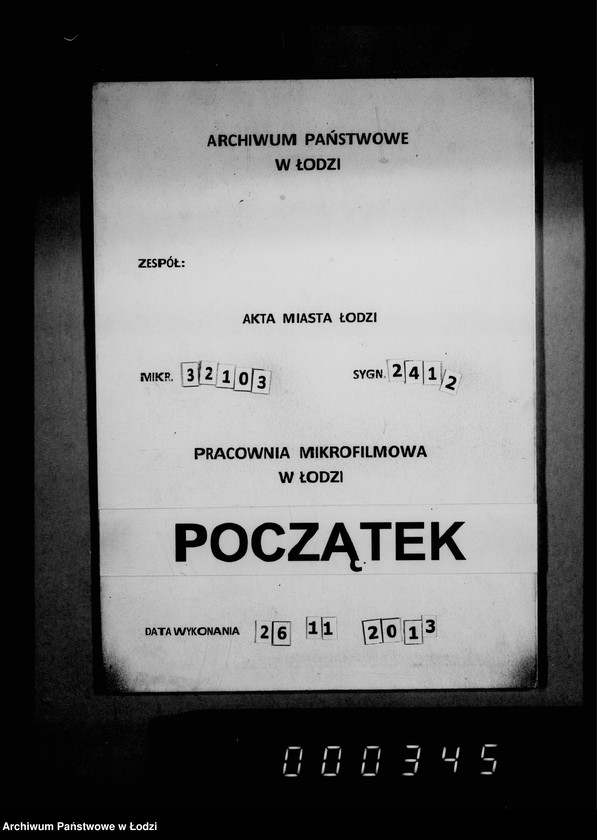 ARCHIWUM PAŃSTWOWE
W ŁODZI
ZESPÓŁ:
AKTA MIASTA ŁODZI
MIKR. 32103 SYGN. 2412
PRACOWNIA MIKROFILMOWA
W ŁODZI
POCZĄTEK
DATA WYKONANIA 26 11 2013
000345
Archiwum Państwowe w Łodzi